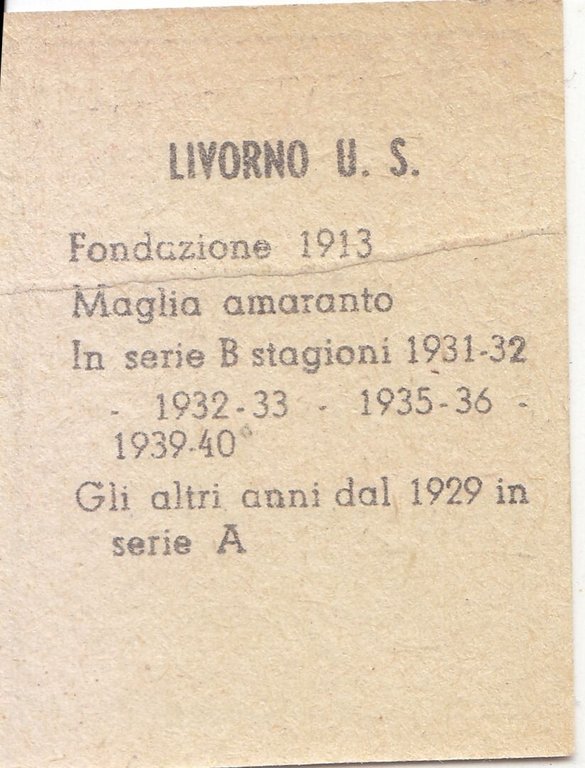 LIVORNO U. S.
Fondazione 1913
Maglia amaranto
In serie B stagioni 1931-32
- 1932-33 - 1935-36 -
1939-40
Gli altri anni dal 1929 in
serie A